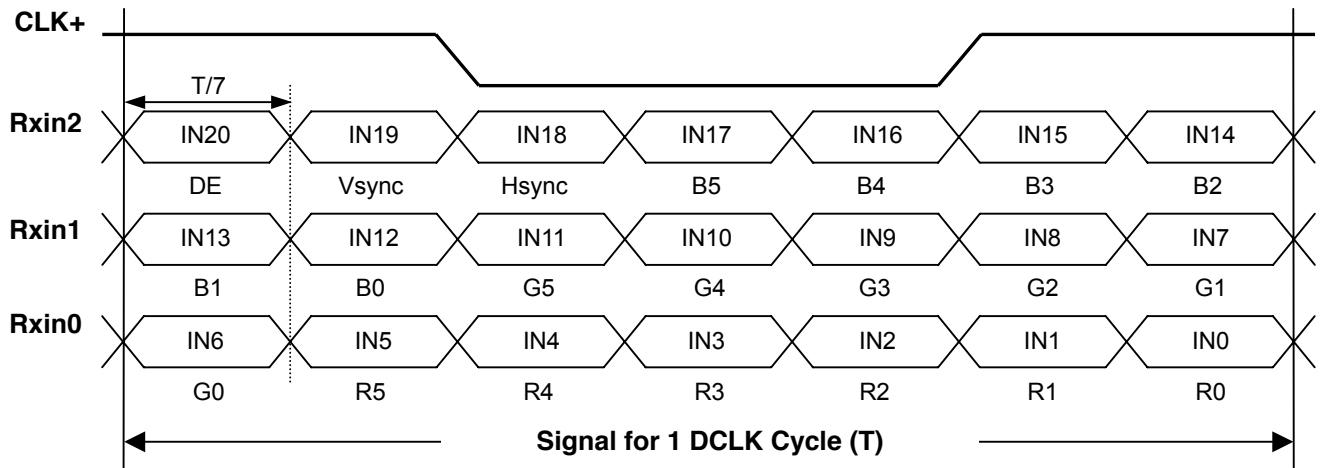 CLK+
T/7
Rxin2 IN20 IN19 IN18 IN17 IN16 IN15 IN14
DE Vsync Hsync B5 B4 B3 B2
Rxin1 IN13 IN12 IN11 IN10 IN9 IN8 IN7
B1 B0 G5 G4 G3 G2 G1
Rxin0 IN6 IN5 IN4 IN3 IN2 IN1 IN0
G0 R5 R4 R3 R2 R1 R0
Signal for 1 DCLK Cycle (T)